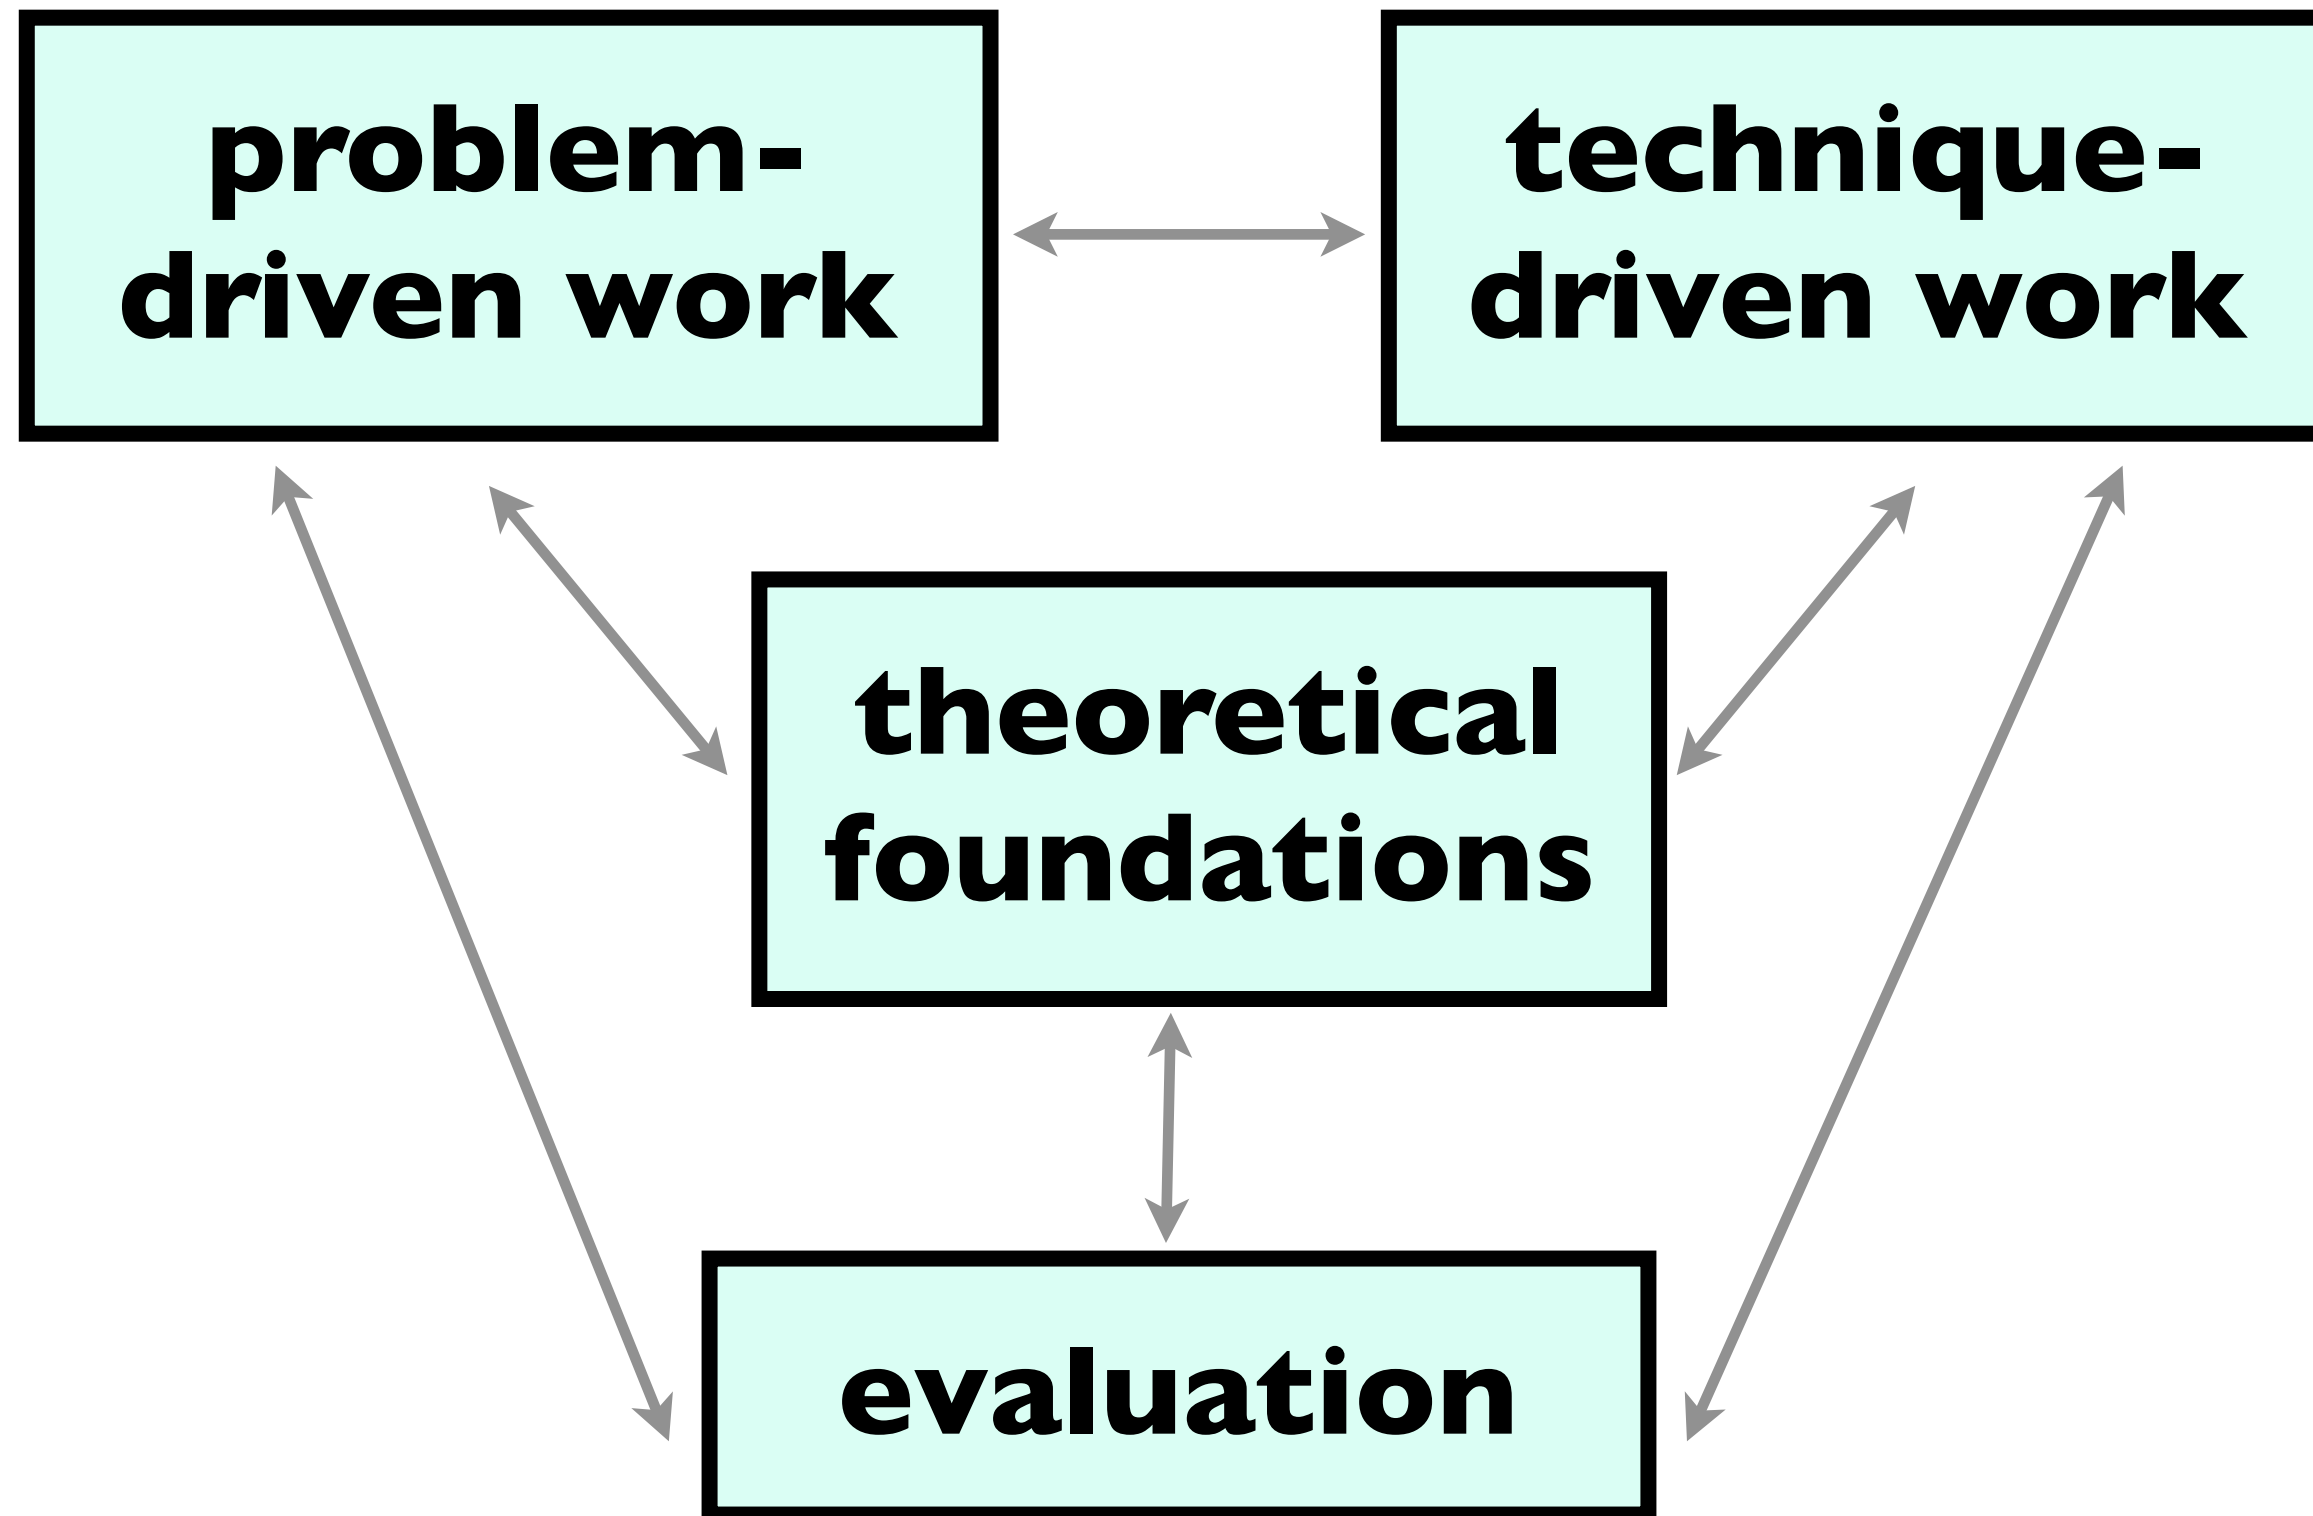 problem-
driven work
technique-
driven work
theoretical
foundations
evaluation